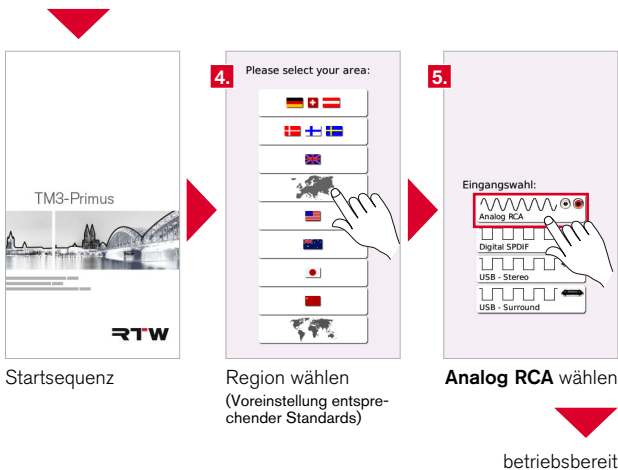 TM3-Primus
RTW
Startsequenz
4.
Please select your area:
Region wählen
(Voreinstellung entspre-
chender Standards)
5.
Eingangswahl:
Analog RCA
Digital SPDIF
USB - Stereo
USB - Surround
Analog RCA wählen
betriebsbereit